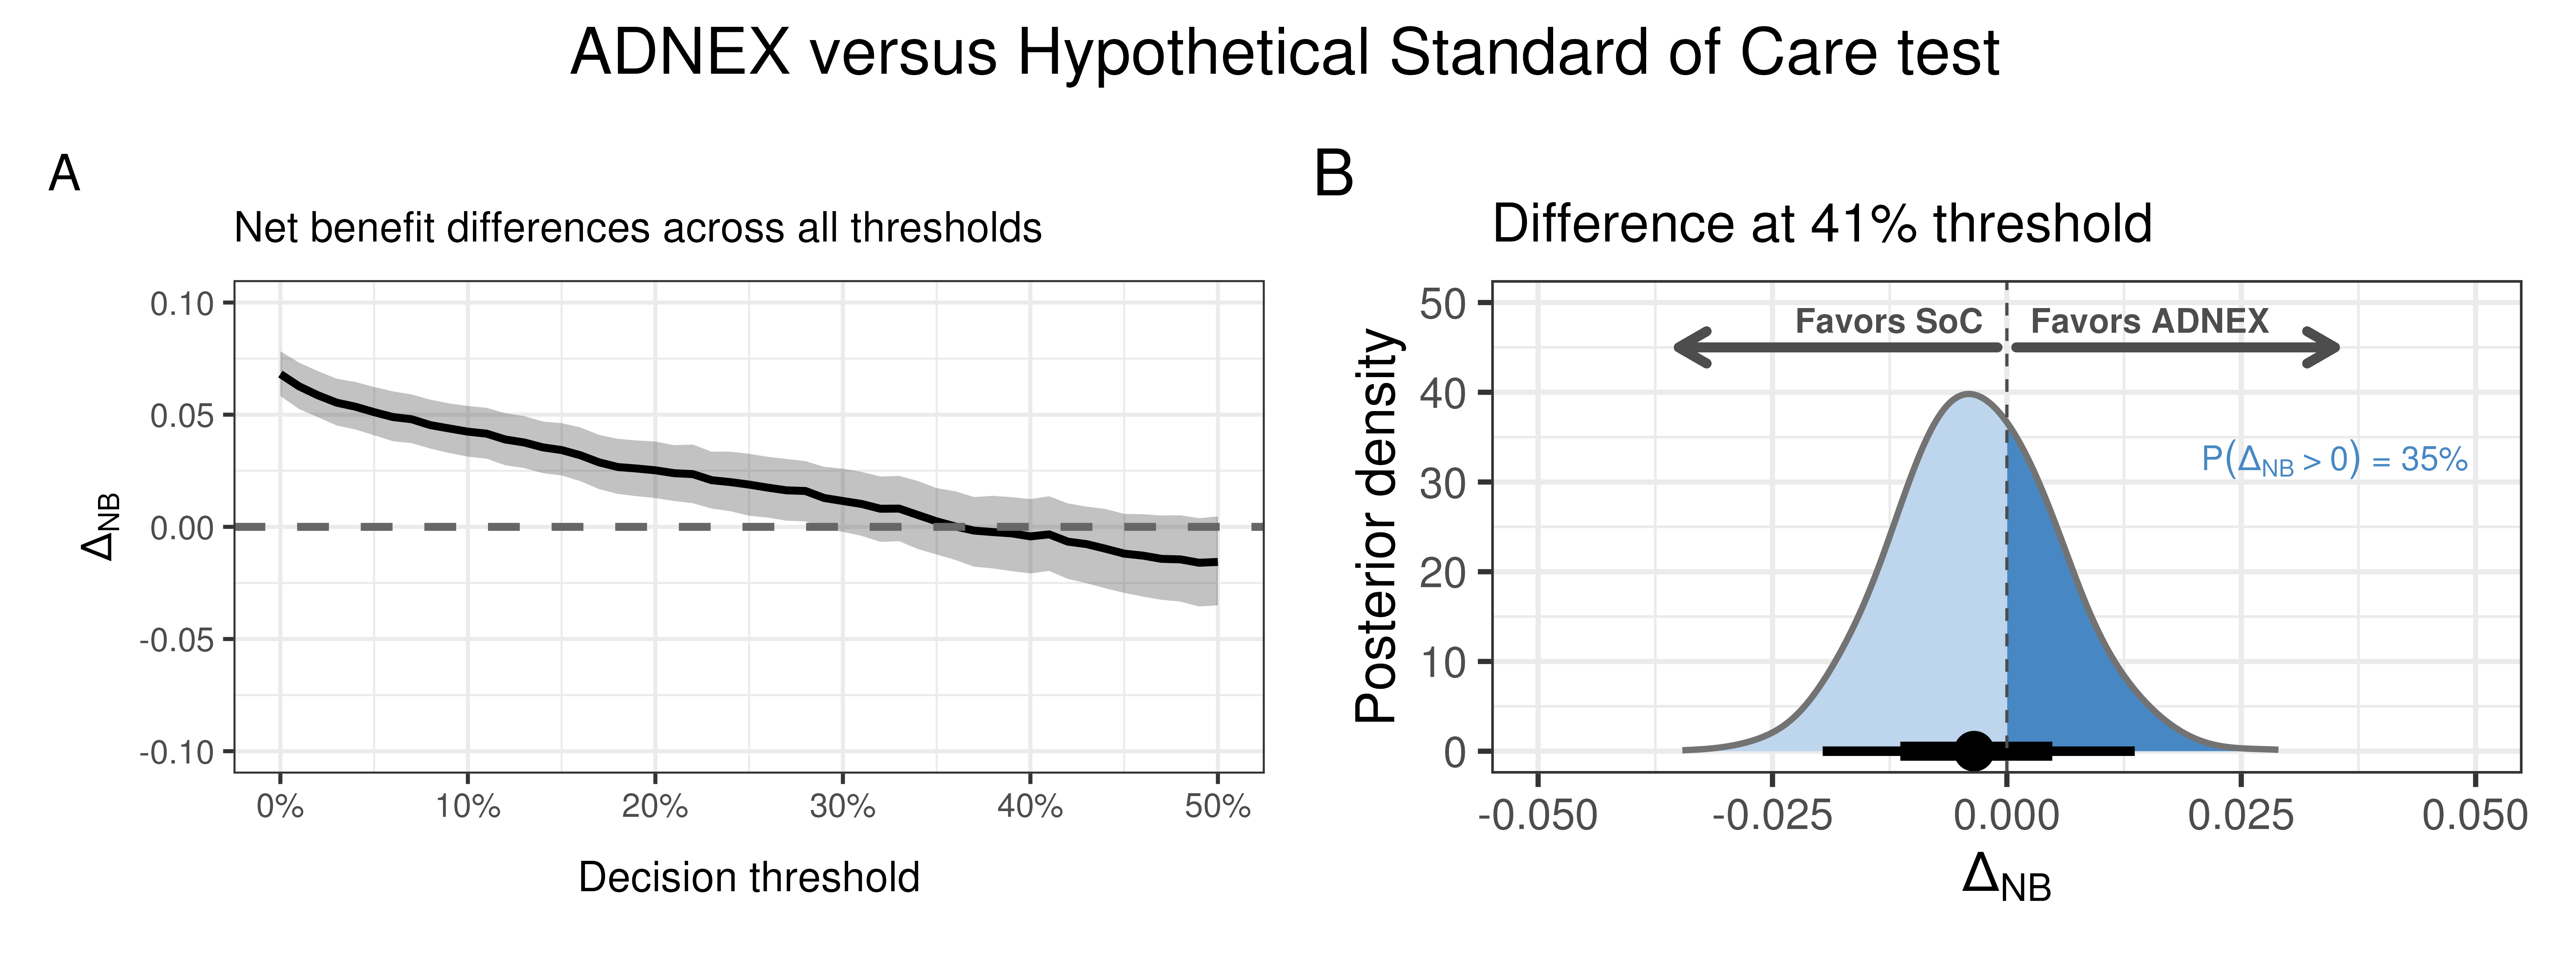 ADNEX versus Hypothetical Standard of Care test
A
Net benefit differences across all thresholds
0.10
0.05
0.00
-0.05
-0.10
ΔNB
0% 10% 20% 30% 40% 50%
Decision threshold
B
Difference at 41% threshold
50
40
30
20
10
0
Posterior density
Favors SoC Favors ADNEX
P(ΔNB > 0) = 35%
-0.050 -0.025 0.000 0.025 0.050
ΔNB